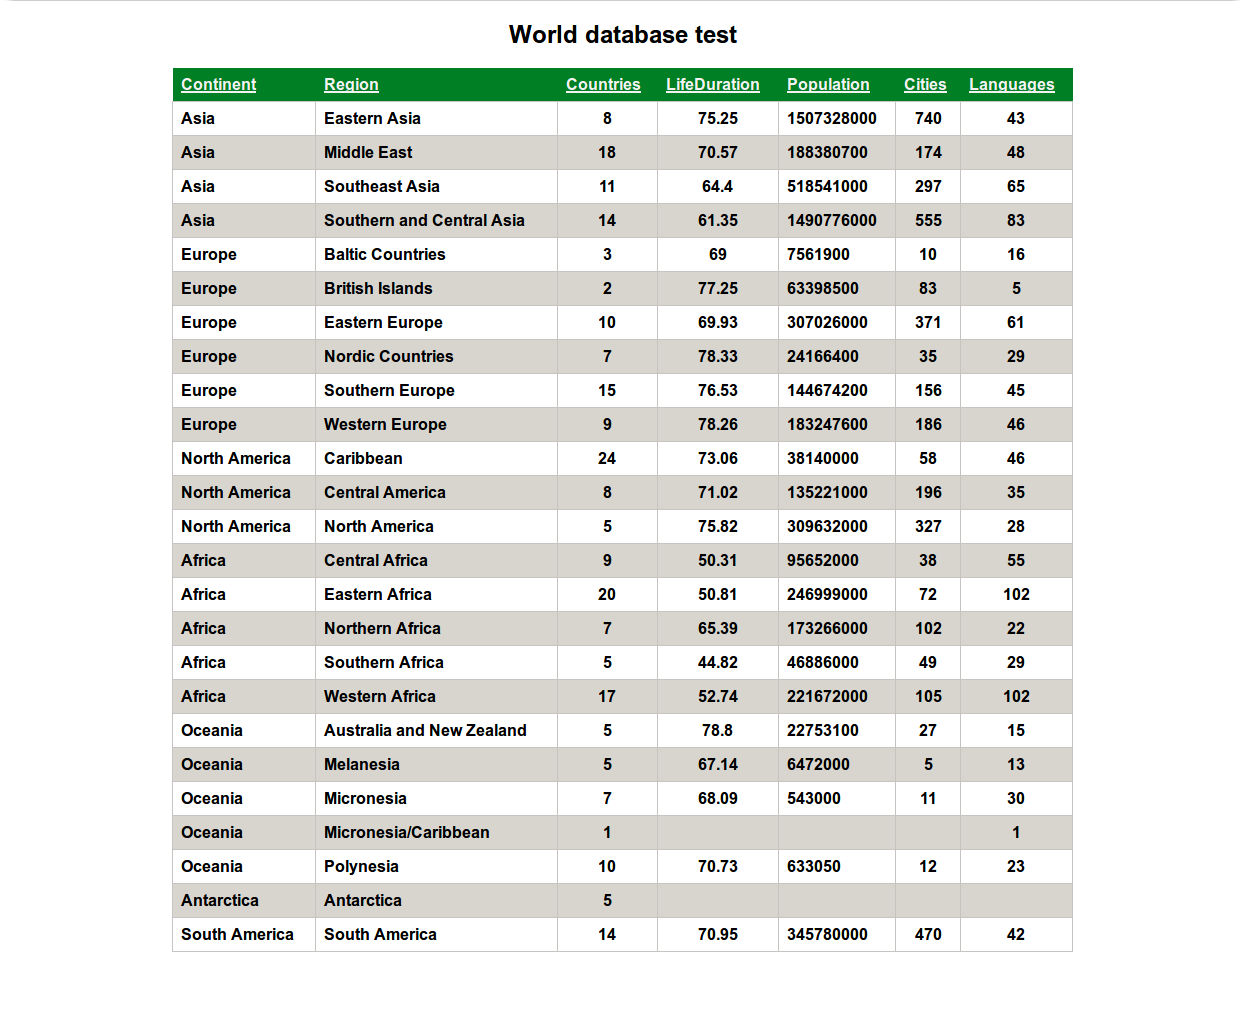 World database test
Continent Region Countries LifeDuration Population Cities Languages
Asia Eastern Asia 8 75.25 1507328000 740 43
Asia Middle East 18 70.57 188380700 174 48
Asia Southeast Asia 11 64.4 518541000 297 65
Asia Southern and Central Asia 14 61.35 1490776000 555 83
Europe Baltic Countries 3 69 7561900 10 16
Europe British Islands 2 77.25 63398500 83 5
Europe Eastern Europe 10 69.93 307026000 371 61
Europe Nordic Countries 7 78.33 24166400 35 29
Europe Southern Europe 15 76.53 144674200 156 45
Europe Western Europe 9 78.26 183247600 186 46
North America Caribbean 24 73.06 38140000 58 46
North America Central America 8 71.02 135221000 196 35
North America North America 5 75.82 309632000 327 28
Africa Central Africa 9 50.31 95652000 38 55
Africa Eastern Africa 20 50.81 246999000 72 102
Africa Northern Africa 7 65.39 173266000 102 22
Africa Southern Africa 5 44.82 46886000 49 29
Africa Western Africa 17 52.74 221672000 105 102
Oceania Australia and New Zealand 5 78.8 22753100 27 15
Oceania Melanesia 5 67.14 6472000 5 13
Oceania Micronesia 7 68.09 543000 11 30
Oceania Micronesia/Caribbean 1 1
Oceania Polynesia 10 70.73 633050 12 23
Antarctica Antarctica 5
South America South America 14 70.95 345780000 470 42